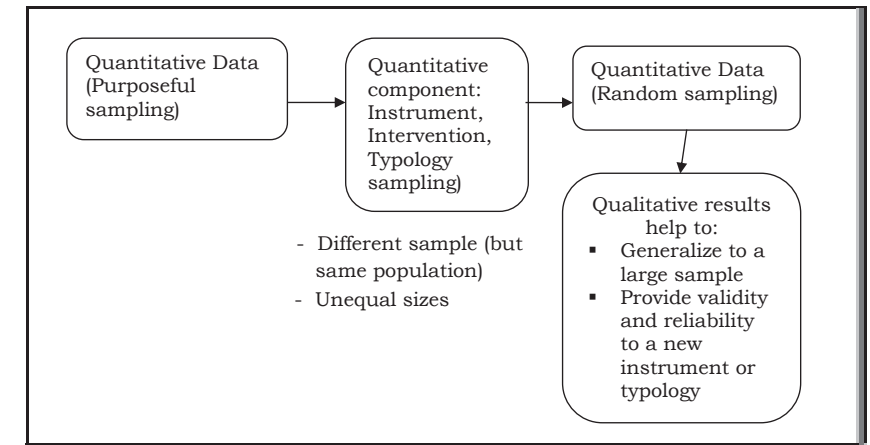 Quantitative Data
(Purposeful
sampling)
Quantitative
component:
Instrument,
Intervention,
Typology
sampling)
Quantitative Data
(Random sampling)
- Different sample (but
same population)
- Unequal sizes
Qualitative results
help to:
▪ Generalize to a
large sample
▪ Provide validity
and reliability
to a new
instrument or
typology